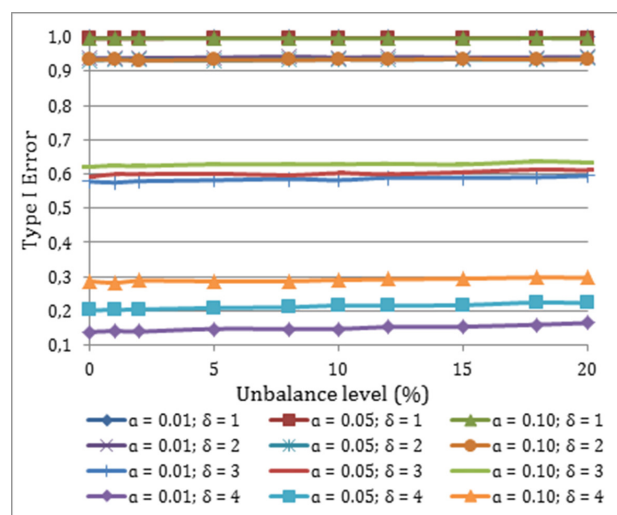 Type I Error
1,0
0,9
0,8
0,7
0,6
0,5
0,4
0,3
0,2
0,1
0 5 10 15 20
Unbalance level (%)
α = 0.01; δ = 1 α = 0.05; δ = 1 α = 0.10; δ = 1
α = 0.01; δ = 2 α = 0.05; δ = 2 α = 0.10; δ = 2
α = 0.01; δ = 3 α = 0.05; δ = 3 α = 0.10; δ = 3
α = 0.01; δ = 4 α = 0.05; δ = 4 α = 0.10; δ = 4